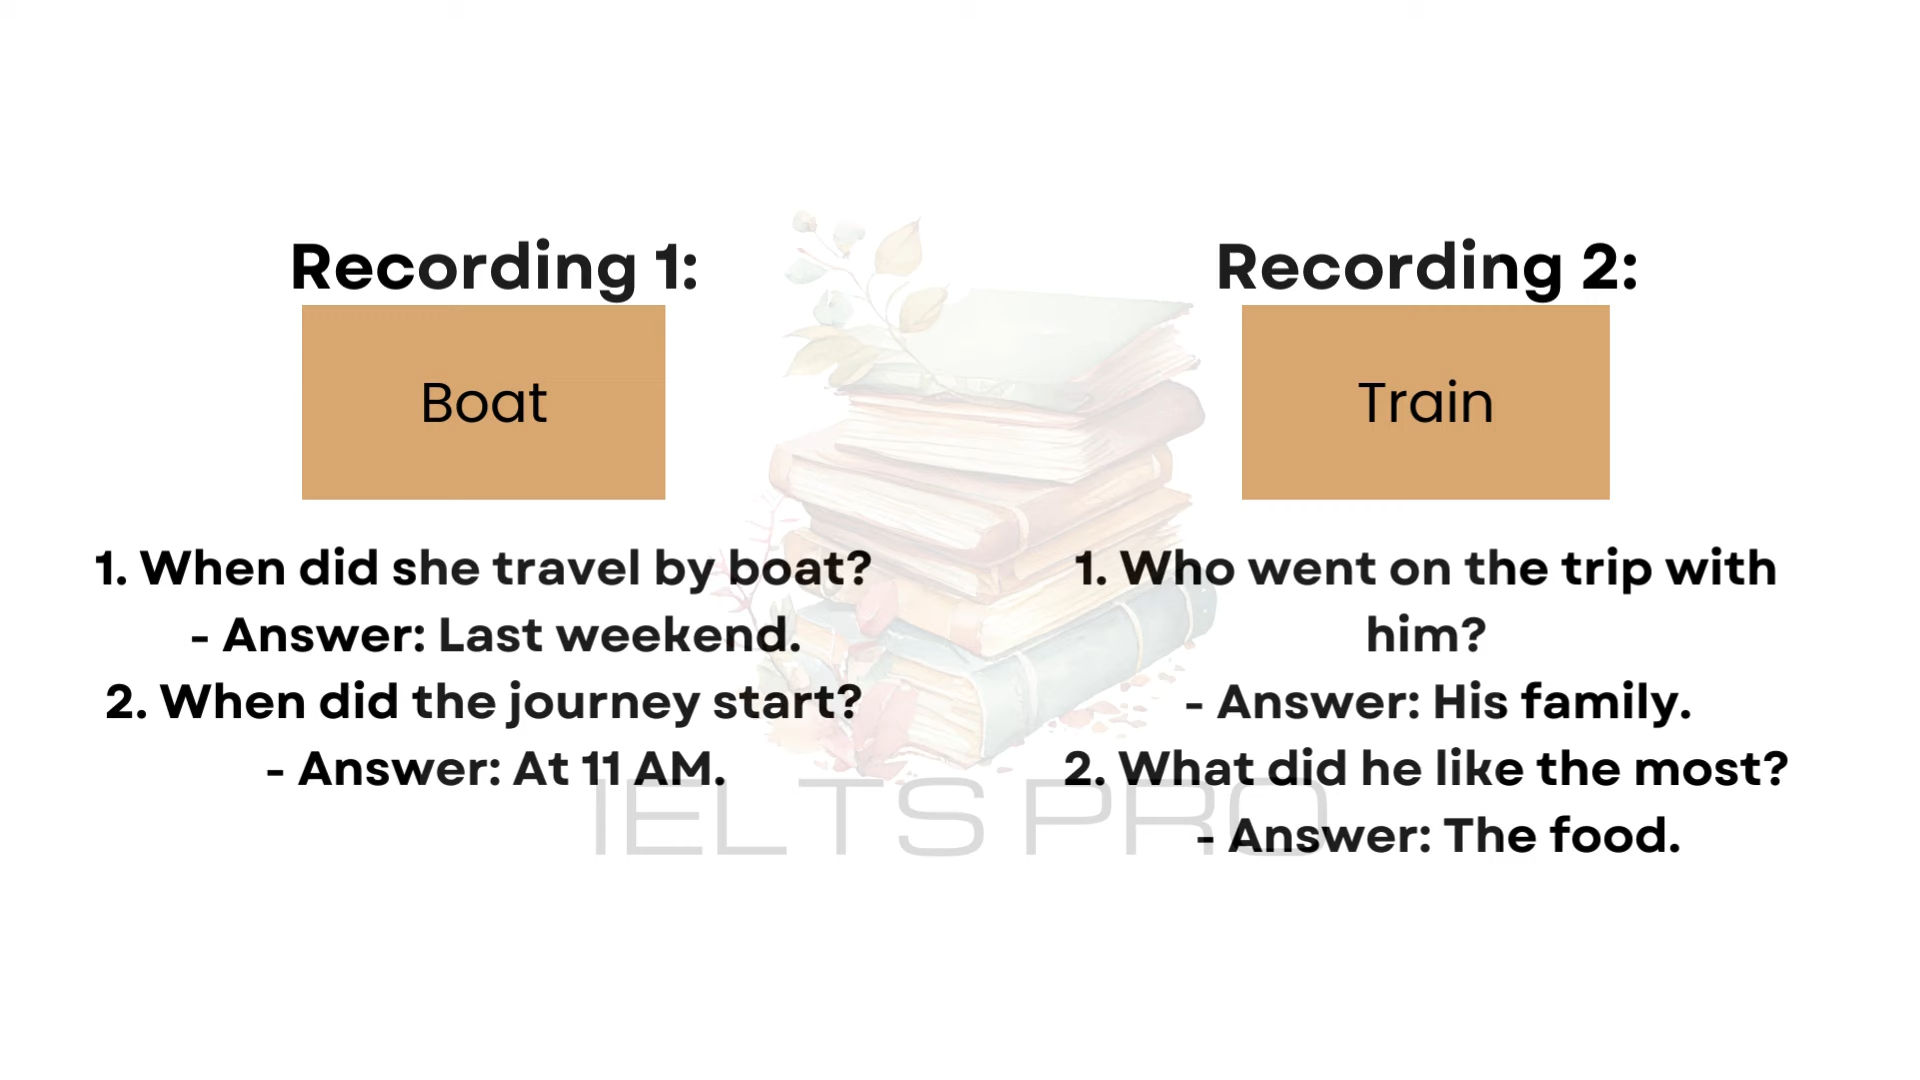 Recording 1:
Boat
1. When did she travel by boat?
- Answer: Last weekend.
2. When did the journey start?
- Answer: At 11 AM.
Recording 2:
Train
1. Who went on the trip with
him?
- Answer: His family.
2. What did he like the most?
- Answer: The food.
IELTS PRO